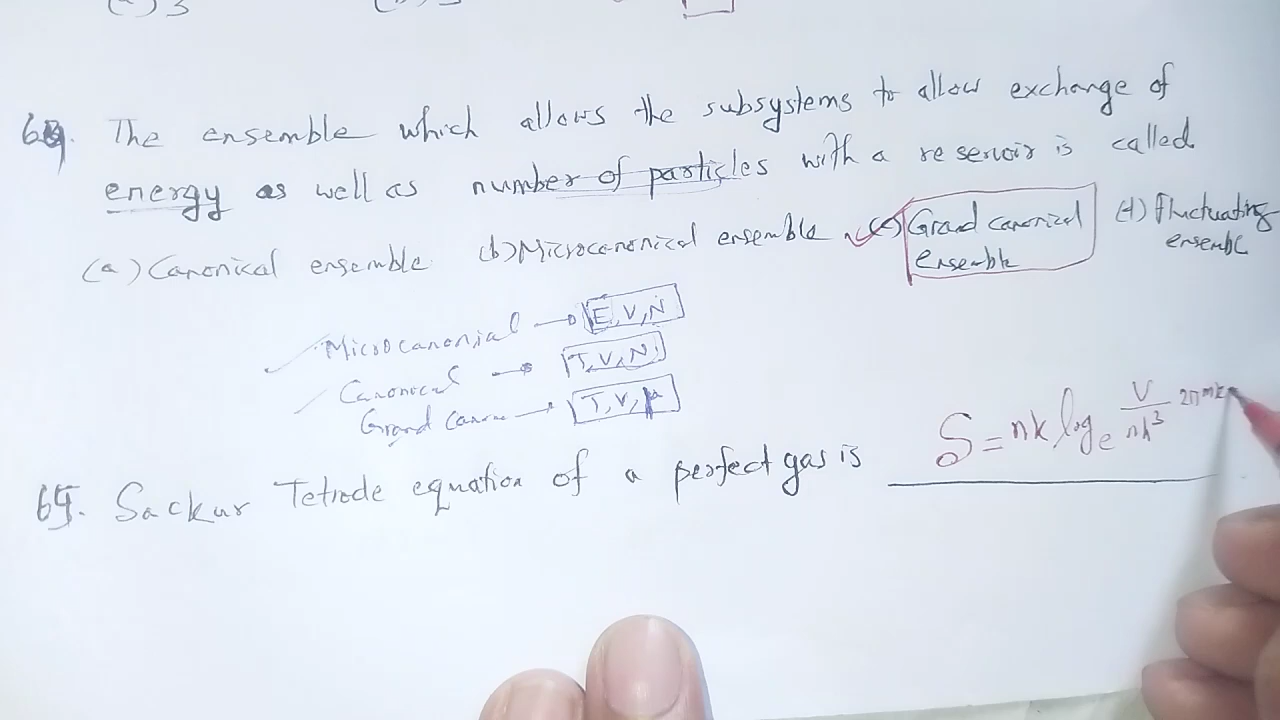 64. The ensemble which allows the subsystems to allow exchange of
energy as well as number of particles with a reservoir is called
(a) Canonical ensemble (b) Microcanonical ensemble (c) Grand canonical ensemble (d) Fluctuating ensemble
Microcanonial → E, V, N
Canonical → T, V, N
Grand → T, V, μ
65. Sackur Tetrode equation of a perfect gas is S = nk log_e V/nh³ 2πmk